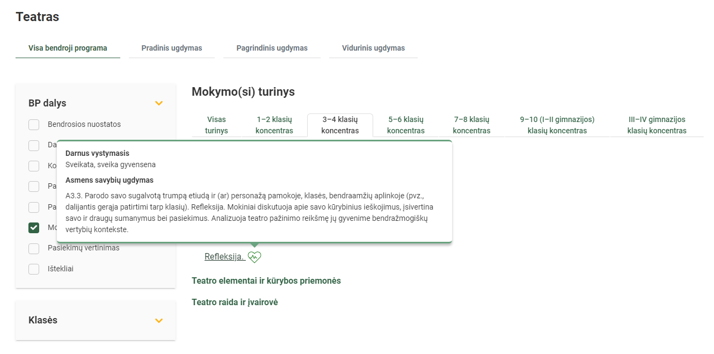 Teatras
Visa bendroji programa
Pradinis ugdymas
Pagrindinis ugdymas
Vidurinis ugdymas
BP dalys
Bendrosios nuostatos
Da
Ko
Pa
Pa
Mo
Pasiekimų vertinimas
Ištekliai
Klasės
Mokymo(si) turinys
Visas
turinys
1–2 klasių
koncentras
3–4 klasių
koncentras
5–6 klasių
koncentras
7–8 klasių
koncentras
9–10 (I–II gimnazijos)
klasių koncentras
III–IV gimnazijos
klasių koncentras
Darnus vystymasis
Sveikata, sveika gyvensena
Asmens savybių ugdymas
A3.3. Parodo savo sugalvotą trumpą etiudą ir (ar) personažą pamokoje, klasės, bendraamžių aplinkoje (pvz.,
dalijantis gerąja patirtimi tarp klasių). Refleksija. Mokiniai diskutuoja apie savo kūrybinius ieškojimus, įsivertina
savo ir draugų sumanymus bei pasiekimus. Analizuoja teatro pažinimo reikšmę jų gyvenime bendražmogiškų
vertybių kontekste.
Refleksija.
Teatro elementai ir kūrybos priemonės
Teatro raida ir įvairovė